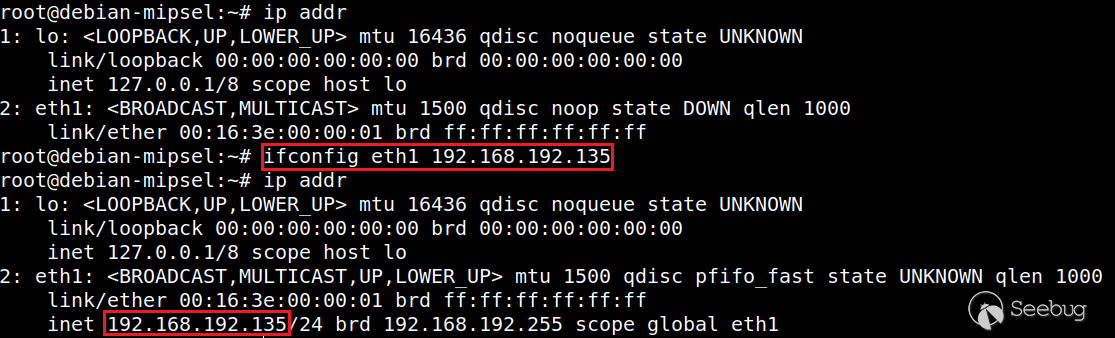 root@debian-mipsel:~# ip addr
1: lo: <LOOPBACK,UP,LOWER_UP> mtu 16436 qdisc noqueue state UNKNOWN
    link/loopback 00:00:00:00:00:00 brd 00:00:00:00:00:00
    inet 127.0.0.1/8 scope host lo
2: eth1: <BROADCAST,MULTICAST> mtu 1500 qdisc noop state DOWN qlen 1000
    link/ether 00:16:3e:00:00:01 brd ff:ff:ff:ff:ff:ff
root@debian-mipsel:~# ifconfig eth1 192.168.192.135
root@debian-mipsel:~# ip addr
1: lo: <LOOPBACK,UP,LOWER_UP> mtu 16436 qdisc noqueue state UNKNOWN
    link/loopback 00:00:00:00:00:00 brd 00:00:00:00:00:00
    inet 127.0.0.1/8 scope host lo
2: eth1: <BROADCAST,MULTICAST,UP,LOWER_UP> mtu 1500 qdisc pfifo_fast state UNKNOWN qlen 1000
    link/ether 00:16:3e:00:00:01 brd ff:ff:ff:ff:ff:ff
    inet 192.168.192.135/24 brd 192.168.192.255 scope global eth1
Seebug